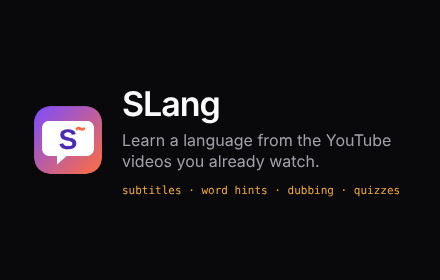 SLang
S~
Learn a language from the YouTube
videos you already watch.
subtitles · word hints · dubbing · quizzes